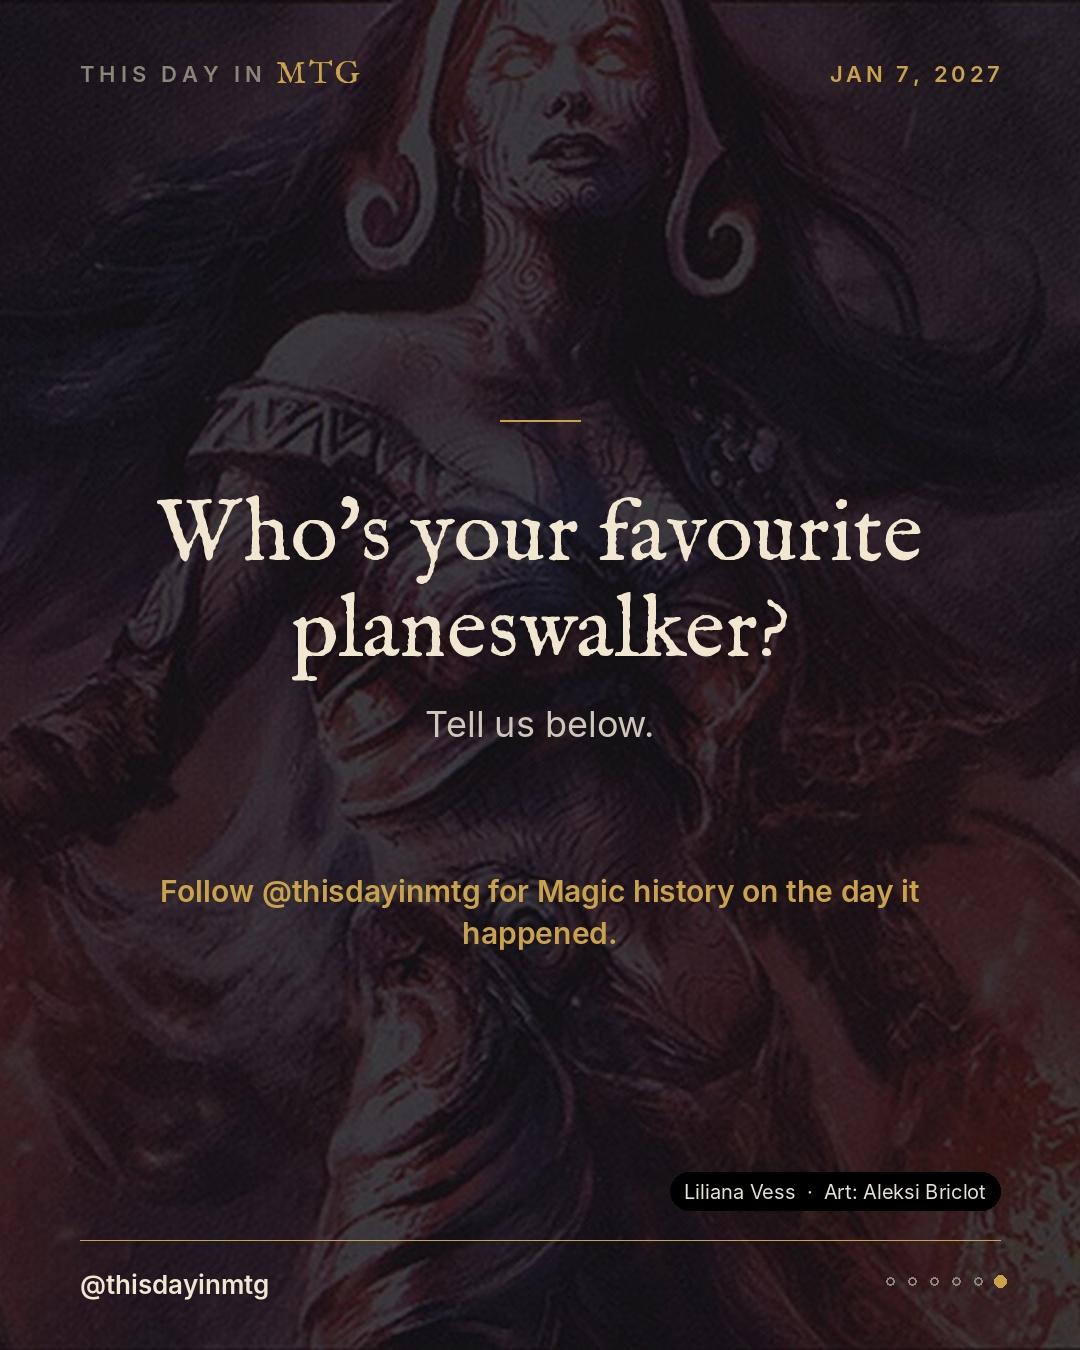 THIS DAY IN MTG
JAN 7, 2027
Who’s your favourite
planeswalker?
Tell us below.
Follow @thisdayinmtg for Magic history on the day it
happened.
Liliana Vess · Art: Aleksi Briclot
@thisdayinmtg